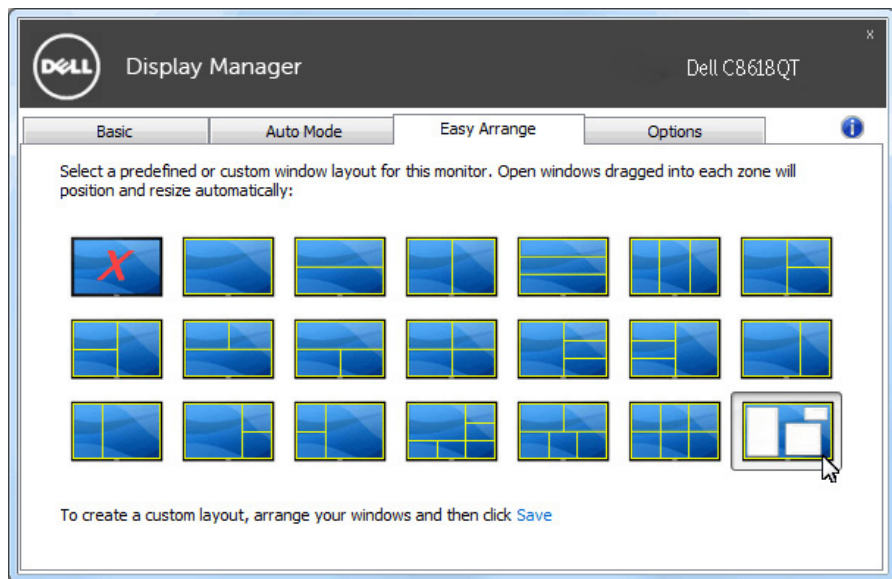 x
DELL Display Manager Dell C8618QT
Basic Auto Mode Easy Arrange Options i
Select a predefined or custom window layout for this monitor. Open windows dragged into each zone will
position and resize automatically:
X
To create a custom layout, arrange your windows and then click Save